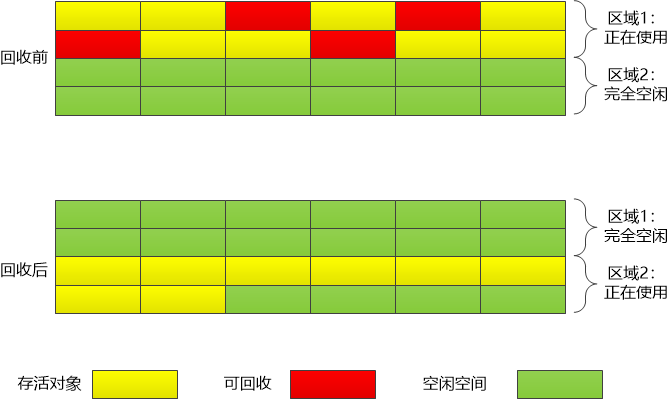 区域1：
正在使用
回收前
区域2：
完全空闲
区域1：
完全空闲
回收后
区域2：
正在使用
存活对象 可回收 空闲空间